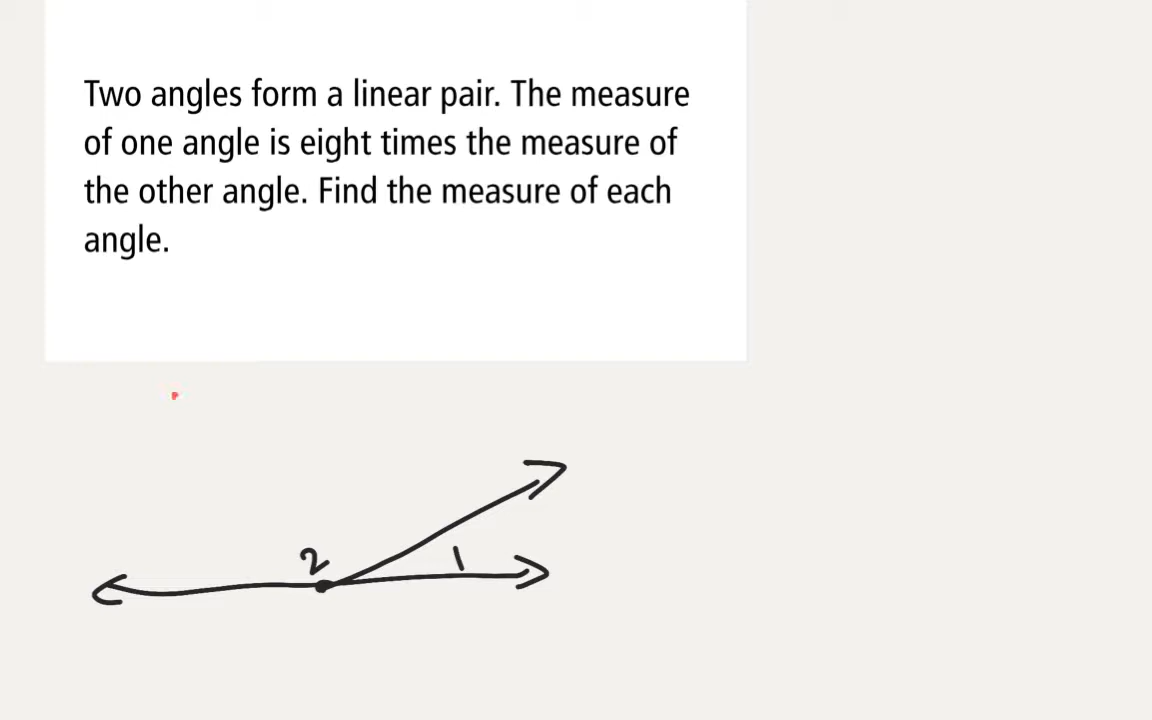 Two angles form a linear pair. The measure
of one angle is eight times the measure of
the other angle. Find the measure of each
angle.
2 1